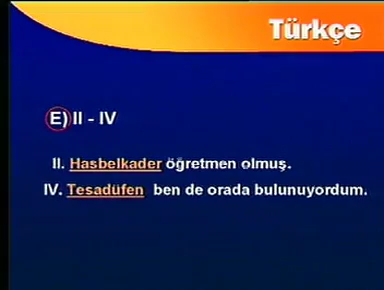 Türkçe
E) II - IV
II. Hasbelkader öğretmen olmuş.
IV. Tesadüfen ben de orada bulunuyordum.